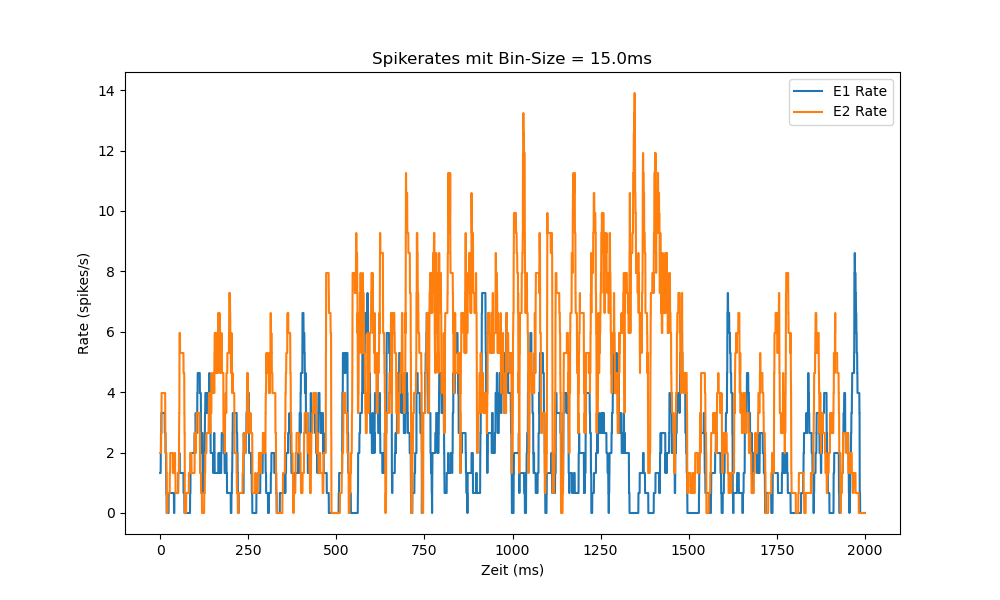 Spikerates mit Bin-Size = 15.0ms
E1 Rate
E2 Rate
Rate (spikes/s)
14
12
10
8
6
4
2
0
0 250 500 750 1000 1250 1500 1750 2000
Zeit (ms)